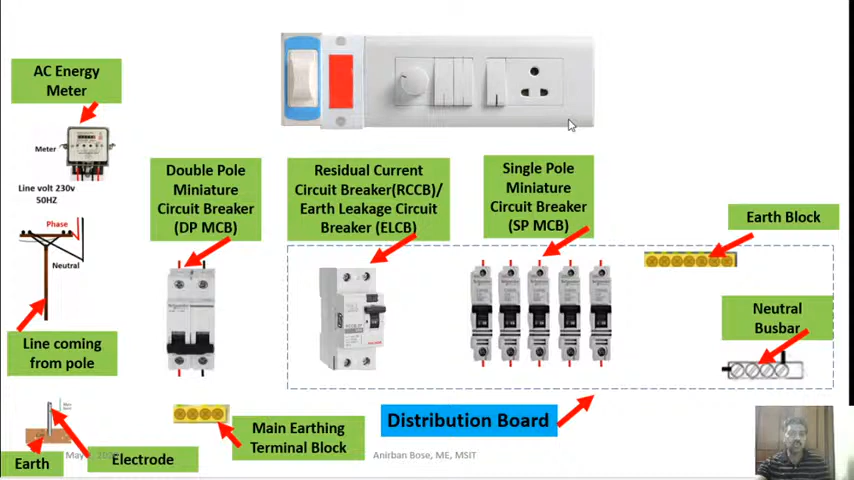 AC Energy
Meter
Meter
Line volt 230v
50HZ
Phase
Neutral
Line coming
from pole
Double Pole
Miniature
Circuit Breaker
(DP MCB)
Residual Current
Circuit Breaker(RCCB)/
Earth Leakage Circuit
Breaker (ELCB)
Single Pole
Miniature
Circuit Breaker
(SP MCB)
Earth Block
Neutral
Busbar
Distribution Board
Main Earthing
Terminal Block
Earth
Electrode
Anirban Bose, ME, MSIT